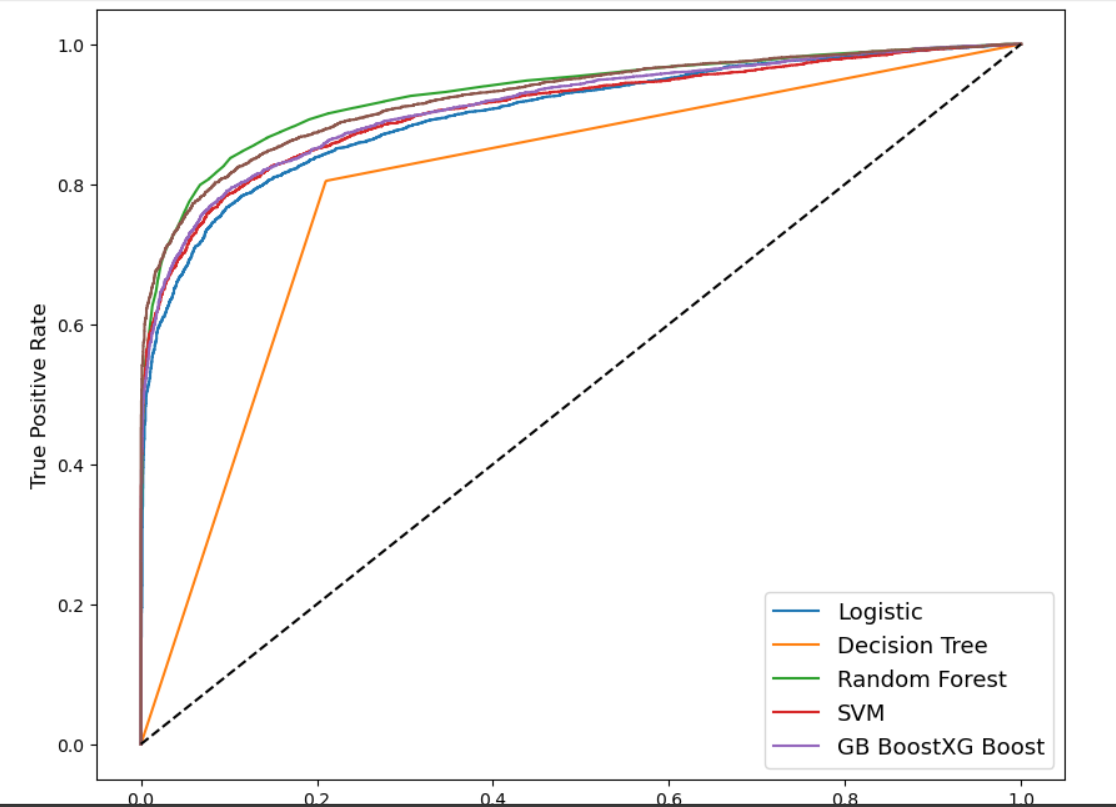 1.0
0.8
0.6
0.4
0.2
0.0
True Positive Rate
Logistic
Decision Tree
Random Forest
SVM
GB BoostXG Boost
0.0 0.2 0.4 0.6 0.8 1.0